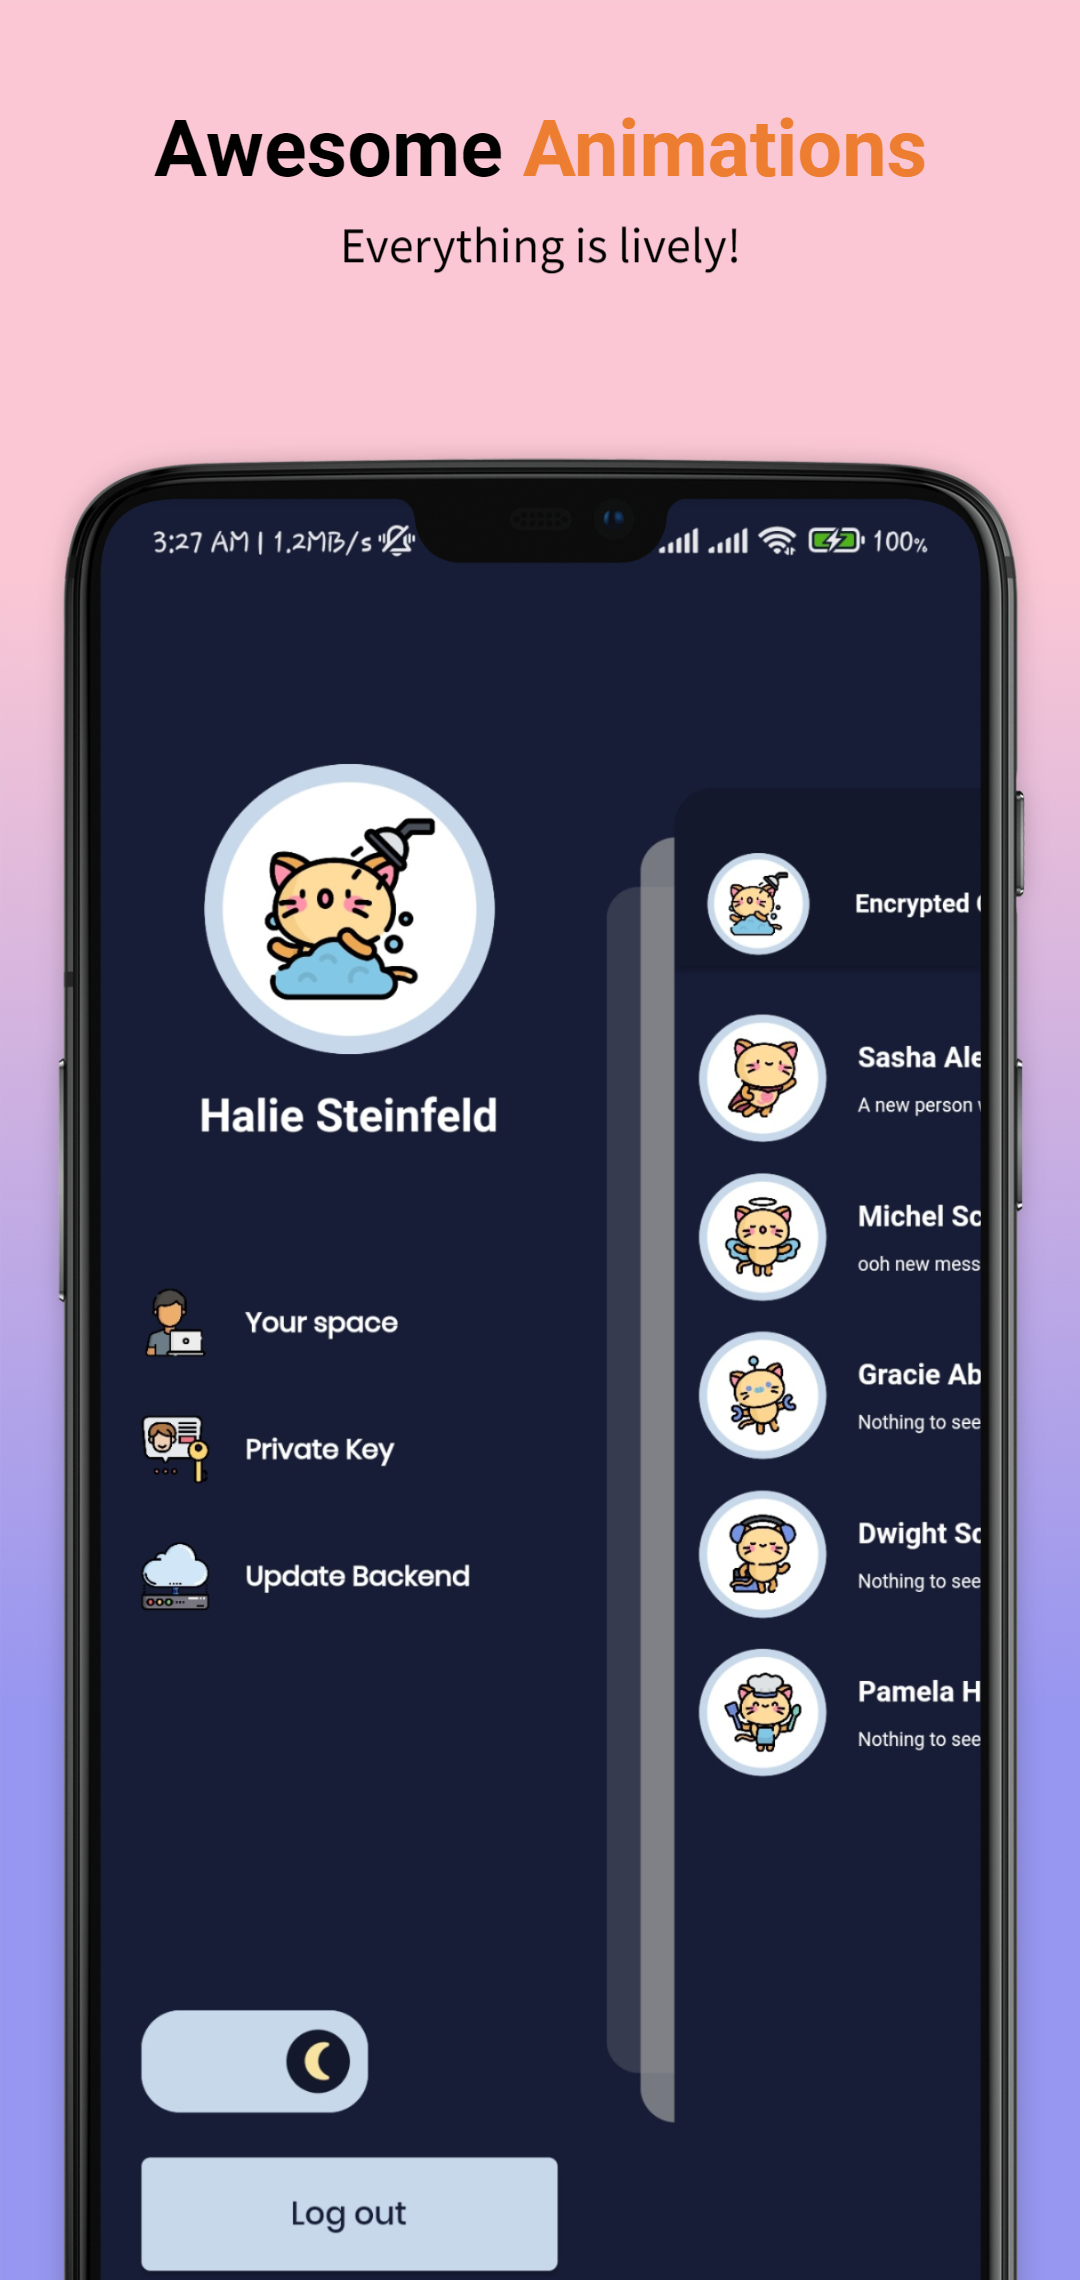 Awesome Animations
Everything is lively!
3:27 AM | 1.2MB/s
100%
Halie Steinfeld
Your space
Private Key
Update Backend
Log out
Encrypted
Sasha Ale
A new person
Michel Sc
ooh new mess
Gracie Ab
Nothing to see
Dwight Sc
Nothing to see
Pamela H
Nothing to see